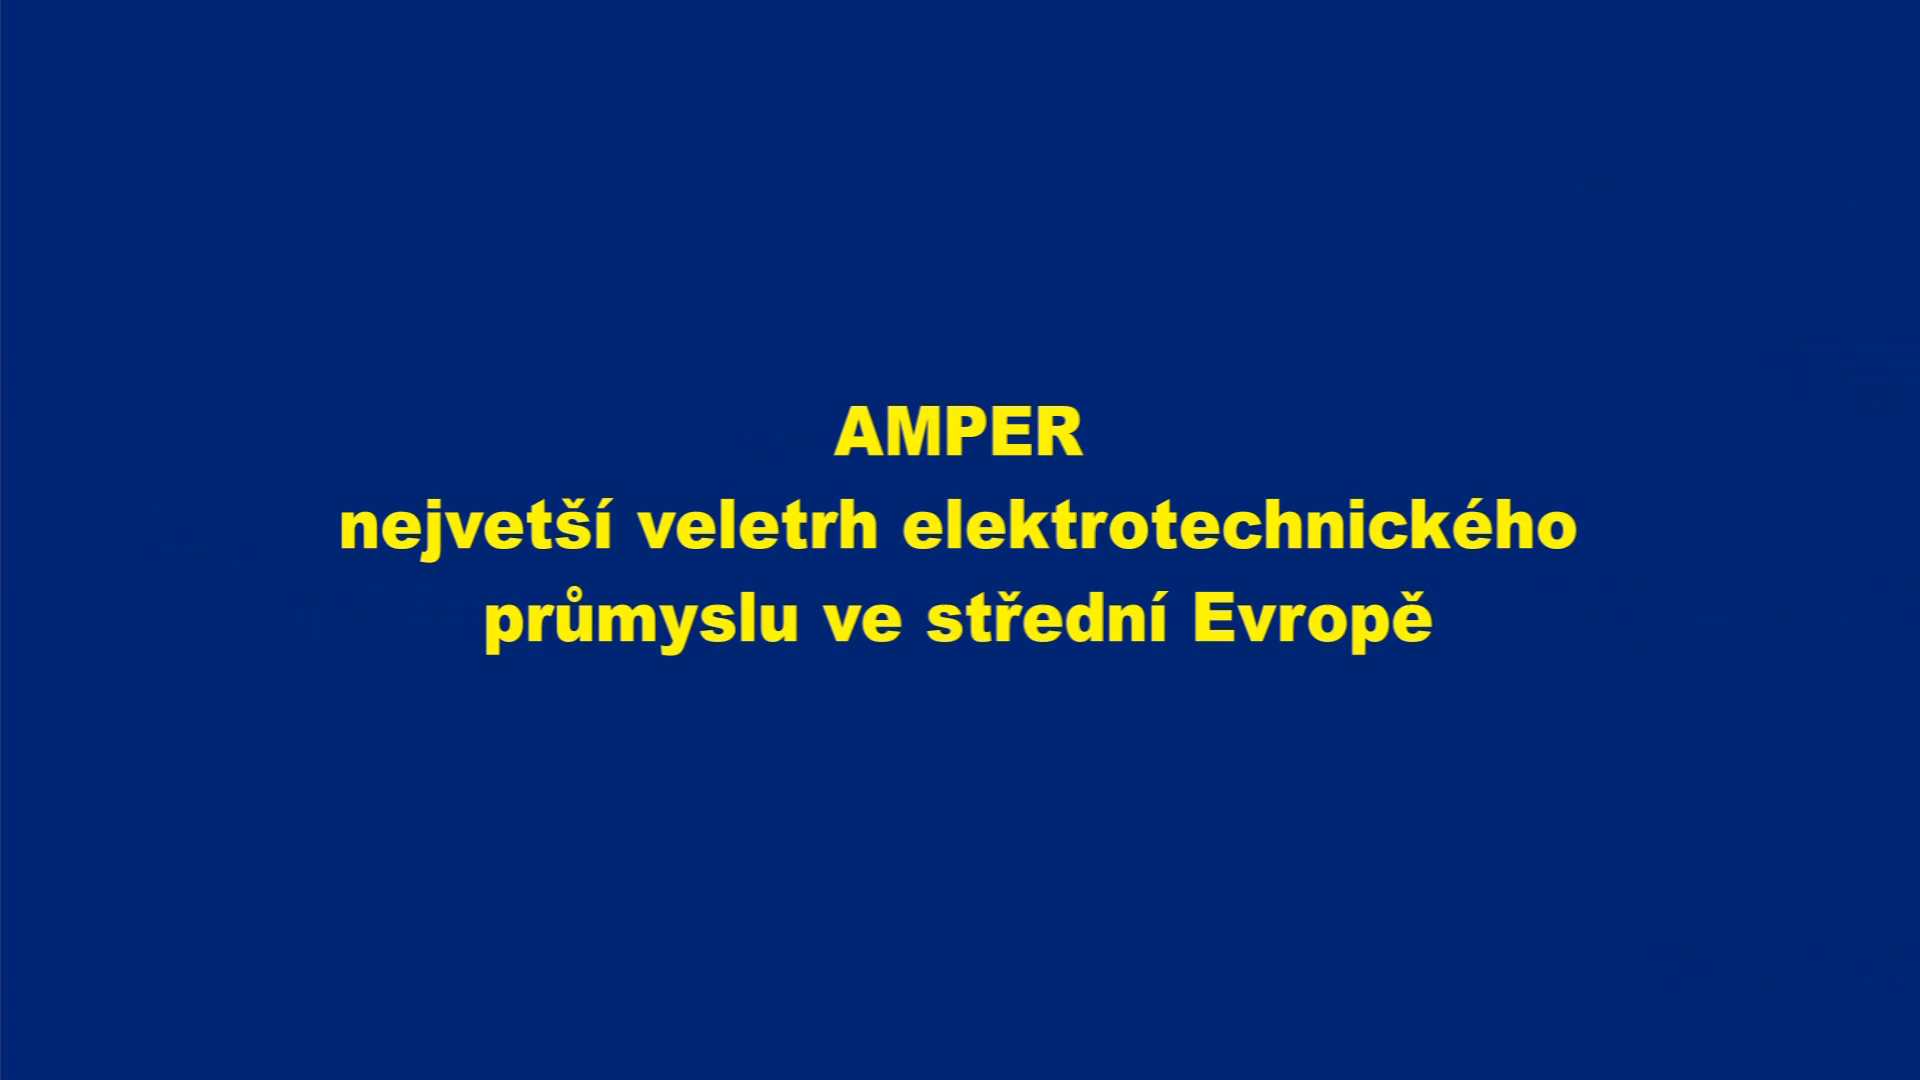 AMPER
nejvetší veletrh elektrotechnického
průmyslu ve střední Evropě